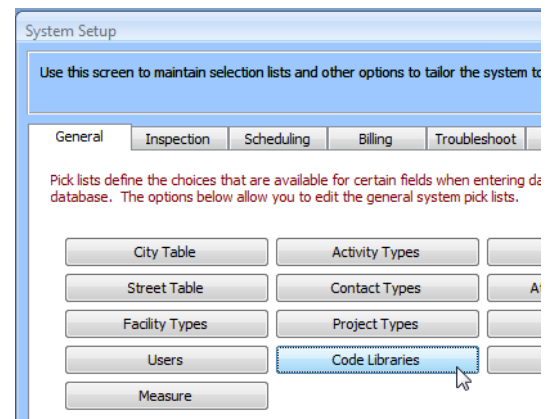 System Setup
Use this screen to maintain selection lists and other options to tailor the system to
General Inspection Scheduling Billing Troubleshoot
Pick lists define the choices that are available for certain fields when entering da
database. The options below allow you to edit the general system pick lists.
City Table Activity Types
Street Table Contact Types A
Facility Types Project Types
Users Code Libraries
Measure